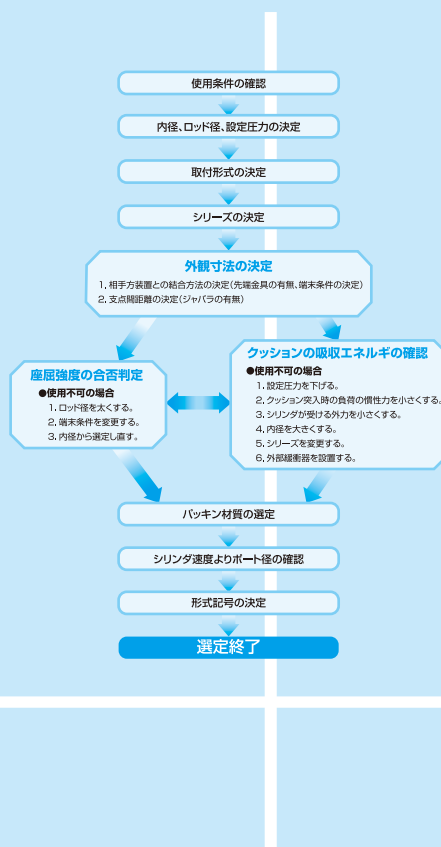 使用条件の確認
内径、ロッド径、設定圧力の決定
取付形式の決定
シリーズの決定
外観寸法の決定
1. 相手方装置との結合方法の決定(先端金具の有無、端末条件の決定)
2. 支点間距離の決定(ジャバラの有無)
座屈強度の合否判定
●使用不可の場合
1. ロッド径を太くする。
2. 端末条件を変更する。
3. 内径から選定し直す。
クッションの吸収エネルギの確認
●使用不可の場合
1. 設定圧力を下げる。
2. クッション突入時の負荷の慣性力を小さくする。
3. シリンダが受ける外力を小さくする。
4. 内径を大きくする。
5. シリーズを変更する。
6. 外部緩衝器を設置する。
パッキン材質の選定
シリンダ速度よりポート径の確認
形式記号の決定
選定終了